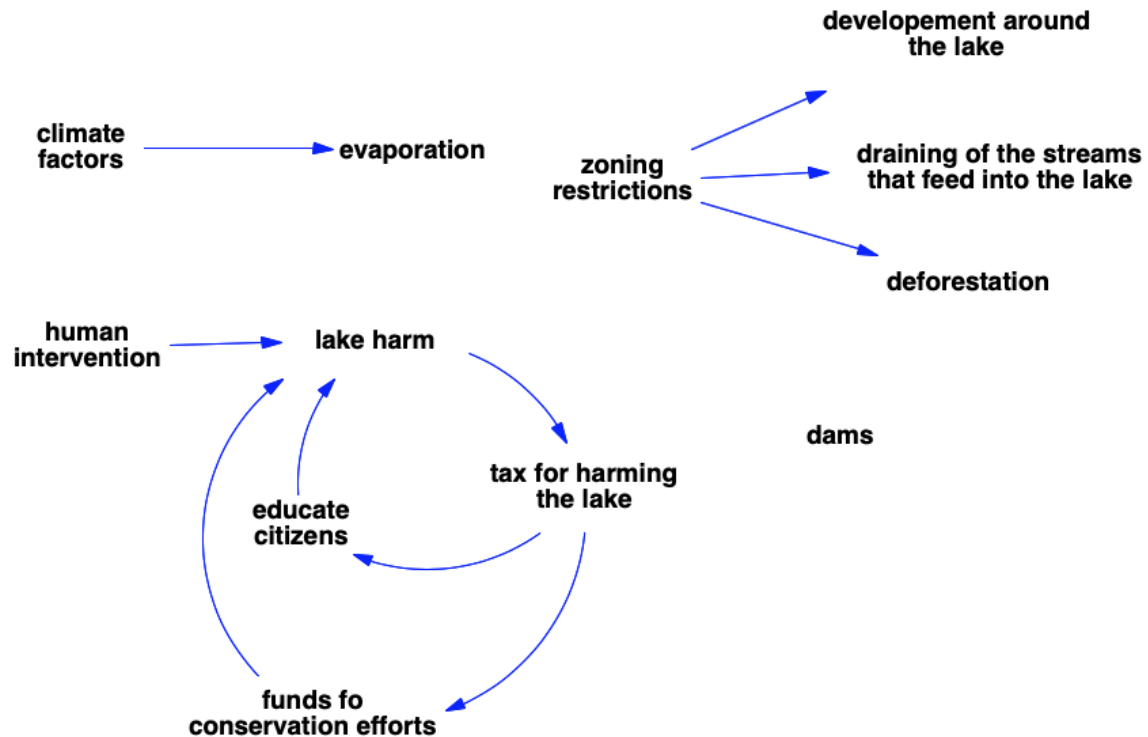 developement around
the lake
climate
factors
evaporation
zoning
restrictions
draining of the streams
that feed into the lake
deforestation
human
intervention
lake harm
dams
tax for harming
the lake
educate
citizens
funds fo
conservation efforts